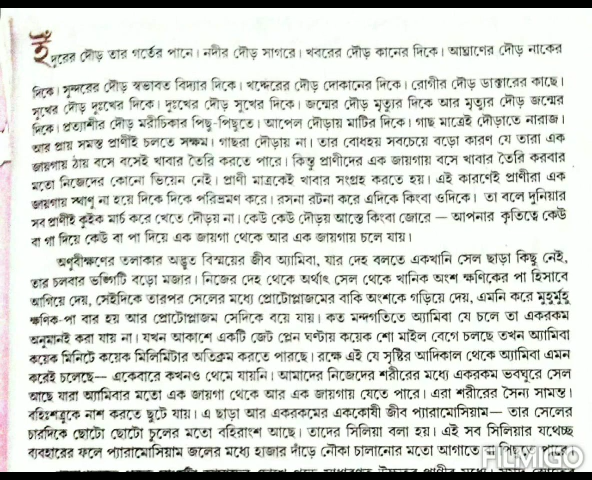 ইঁদুরের দৌড় তার গর্তের পানে। নদীর দৌড় সাগরে। খবরের দৌড় কানের দিকে। আঘ্রাণের দৌড় নাকের
দিকে। সুন্দরের দৌড় স্বভাবত বিদ্যার দিকে। খদ্দেরের দৌড় দোকানের দিকে। রোগীর দৌড় ডাক্তারের কাছে।
সুখের দৌড় দুঃখের দিকে। দুঃখের দৌড় সুখের দিকে। জন্মের দৌড় মৃত্যুর দিকে আর মৃত্যুর দৌড় জন্মের
দিকে। প্রত্যাশীর দৌড় মরীচিকার পিছু-পিছুতে। আপেল দৌড়ায় মাটির দিকে। গাছ মাত্রেই দৌড়াতে নারাজ।
আর প্রায় সমস্ত প্রাণীই চলতে সক্ষম। গাছরা দৌড়ায় না। তার বোধহয় সবচেয়ে বড়ো কারণ যে তারা এক
জায়গায় ঠায় বসে বসেই খাবার তৈরি করতে পারে। কিন্তু প্রাণীদের এক জায়গায় বসে খাবার তৈরি করবার
মতো নিজেদের কোনো ভিয়েন নেই। প্রাণী মাত্রকেই খাবার সংগ্রহ করতে হয়। এই কারণেই প্রাণীরা এক
জায়গায় স্থাণু না হয়ে দিকে দিকে পরিভ্রমণ করে। রসনা রটনা করে এদিকে কিংবা ওদিকে। তা বলে দুনিয়ার
সব প্রাণীই কুইক মার্চ করে খেতে দৌড়য় না। কেউ কেউ দৌড়য় আস্তে কিংবা জোরে — আপনার কৃতিত্বে কেউ
বা গা দিয়ে কেউ বা পা দিয়ে এক জায়গা থেকে আর এক জায়গায় চলে যায়।
অণুবীক্ষণের তলাকার অদ্ভুত বিস্ময়ের জীব অ্যামিবা, যার দেহ বলতে একখানি সেল ছাড়া কিছু নেই,
তার চলবার ভঙ্গিটি বড়ো মজার। নিজের দেহ থেকে অর্থাৎ সেল থেকে খানিক অংশ ক্ষণিকের পা হিসাবে
আগিয়ে দেয়, সেইদিকে তারপর সেলের মধ্যে প্রোটোপ্লাজমের বাকি অংশকে গড়িয়ে দেয়, এমনি করে মুহুর্মুহু
ক্ষণিক-পা বার হয় আর প্রোটোপ্লাজম সেদিকে বয়ে যায়। কত মন্দগতিতে অ্যামিবা যে চলে তা একরকম
অনুমানই করা যায় না। যখন আকাশে একটি জেট প্লেন ঘণ্টায় কয়েক শো মাইল বেগে চলছে তখন অ্যামিবা
কয়েক মিনিটে কয়েক মিলিমিটার অতিক্রম করতে পারছে। রক্ষে এই যে সৃষ্টির আদিকাল থেকে অ্যামিবা এমন
করেই চলেছে— একেবারে কখনও থেমে যায়নি। আমাদের নিজেদের শরীরের মধ্যে একরকম ভবঘুরে সেল
আছে যারা অ্যামিবার মতো এক জায়গা থেকে আর এক জায়গায় যেতে পারে। এরা শরীরের সৈন্য সামন্ত।
বহিঃশত্রুকে নাশ করতে ছুটে যায়। এ ছাড়া আর একরকমের এককোষী জীব প্যারামোসিয়াম— তার সেলের
চারদিকে ছোটো ছোটো চুলের মতো বহিরাংশ আছে। তাদের সিলিয়া বলা হয়। এই সব সিলিয়ার যথেচ্ছ
ব্যবহারের ফলে প্যারামোসিয়াম জলের মধ্যে হাজার দাঁড়ে নৌকা চালানোর মতো আগাতে বা পিছুতে পারে।
FILMIGO